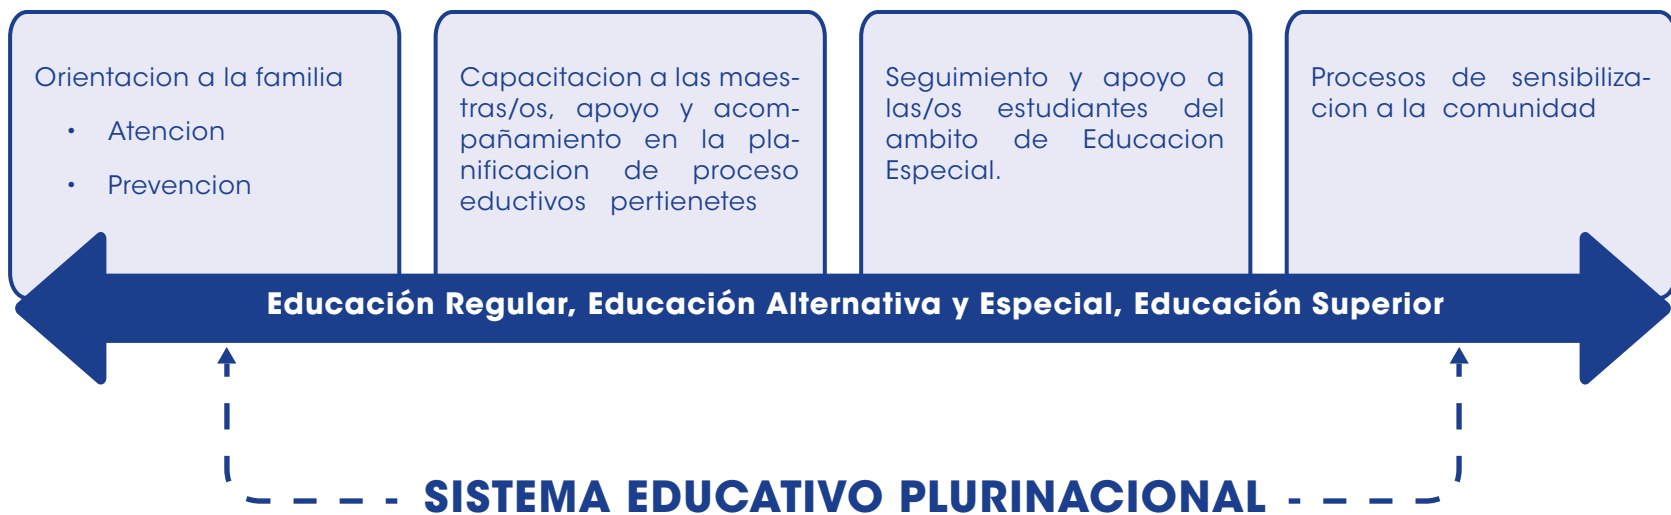 Orientacion a la familia
• Atencion
• Prevencion
Capacitacion a las maes-
tras/os, apoyo y acom-
pañamiento en la pla-
nificacion de proceso
eductivos pertienetes
Seguimiento y apoyo a
las/os estudiantes del
ambito de Educacion
Especial.
Procesos de sensibiliza-
cion a la comunidad
Educación Regular, Educación Alternativa y Especial, Educación Superior
SISTEMA EDUCATIVO PLURINACIONAL